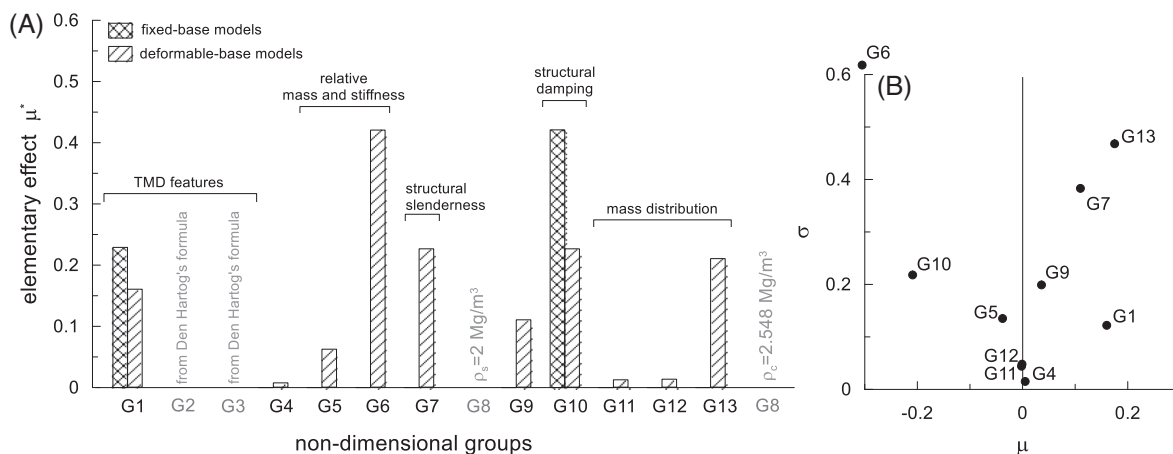 (A)
0.6
0.5
0.4
0.3
0.2
0.1
0
elementary effect μ*
fixed-base models
deformable-base models
relative
mass and stiffness
structural
damping
TMD features
structural
slenderness
mass distribution
from Den Hartog's formula
from Den Hartog's formula
ρs=2 Mg/m³
ρc=2.548 Mg/m³
G1 G2 G3 G4 G5 G6 G7 G8 G9 G10 G11 G12 G13 G8
non-dimensional groups
(B)
0.6
0.4
0.2
0
σ
G6
G13
G7
G10
G9
G5
G1
G12
G11
G4
-0.2 0 0.2
μ